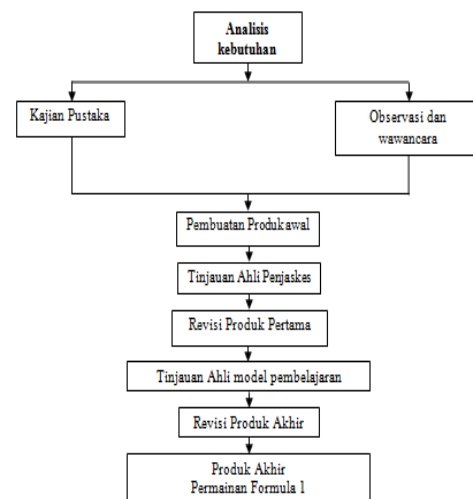 Analisis
kebutuhan
Kajian Pustaka
Observasi dan
wawancara
Pembuatan Produk awal
Tinjauan Ahli Penjaskes
Revisi Produk Pertama
Tinjauan Ahli model pembelajaran
Revisi Produk Akhir
Produk Akhir
Permainan Formula 1